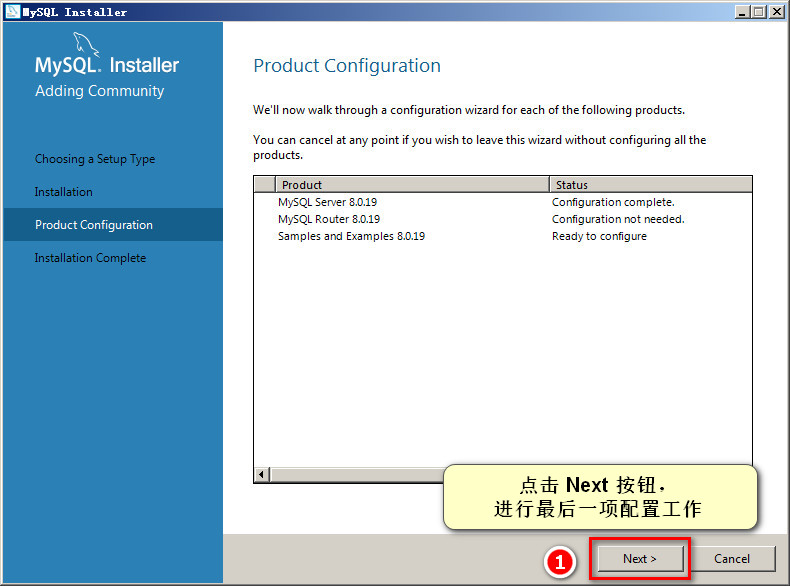 MySQL Installer
MySQL. Installer
Adding Community
Choosing a Setup Type
Installation
Product Configuration
Installation Complete
Product Configuration
We'll now walk through a configuration wizard for each of the following products.
You can cancel at any point if you wish to leave this wizard without configuring all the
products.
Product Status
MySQL Server 8.0.19 Configuration complete.
MySQL Router 8.0.19 Configuration not needed.
Samples and Examples 8.0.19 Ready to configure
点击 Next 按钮，
进行最后一项配置工作
1 Next > Cancel